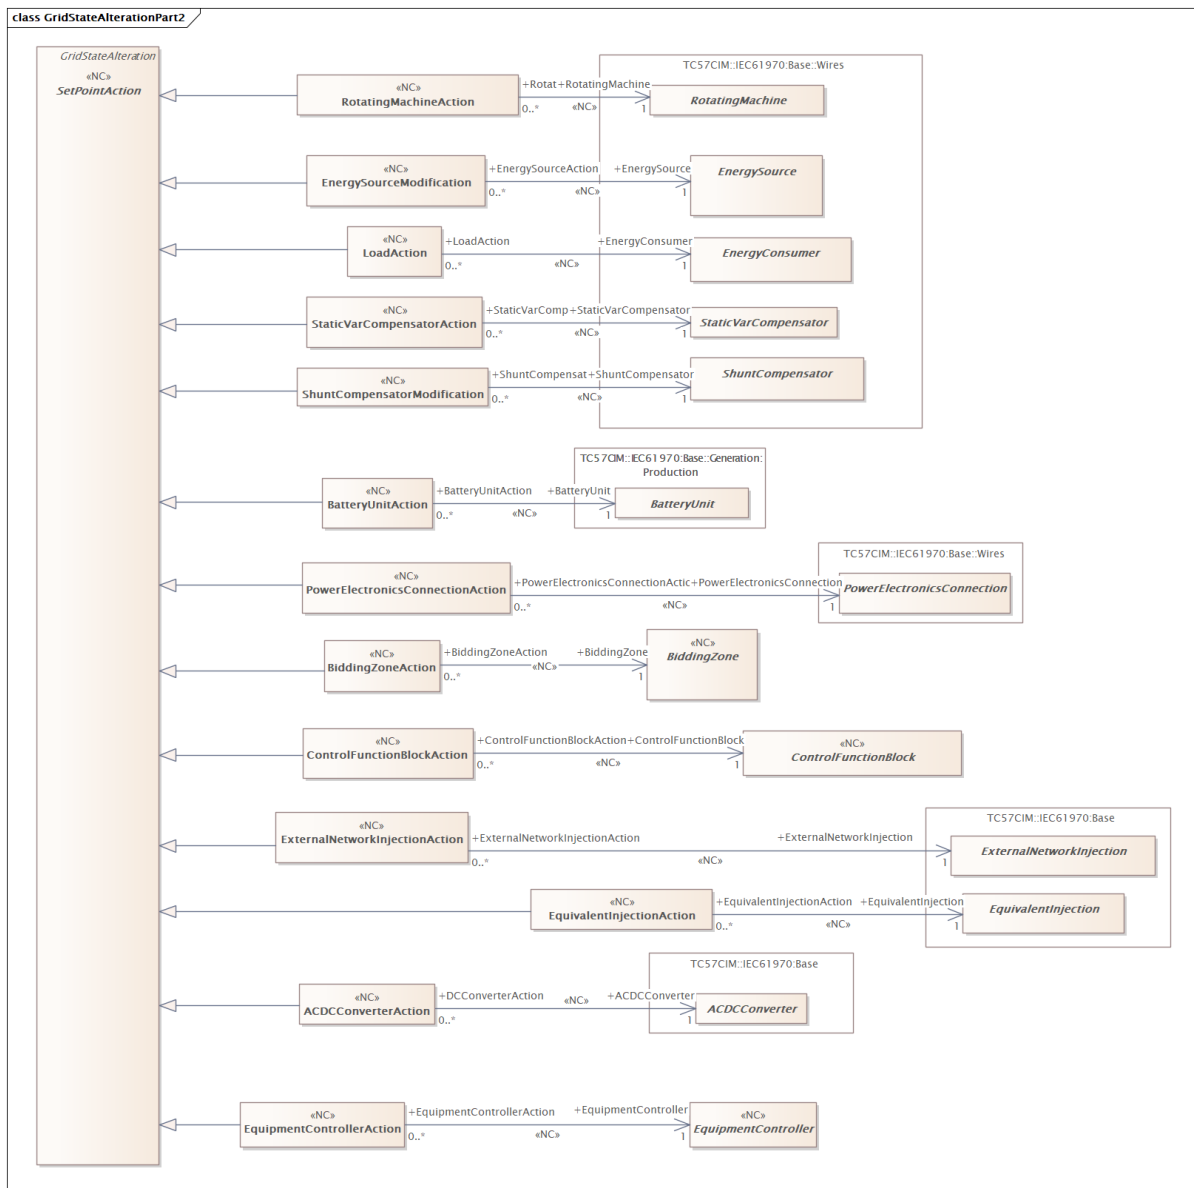 class GridStateAlterationPart2
GridStateAlteration
«NC»
SetPointAction
TC57CIM::IEC61970:Base::Wires
«NC»
RotatingMachineAction
+Rotat+RotatingMachine
0..*
«NC»
1
RotatingMachine
«NC»
EnergySourceModification
+EnergySourceAction
+EnergySource
0..*
«NC»
1
EnergySource
«NC»
LoadAction
+LoadAction
+EnergyConsumer
0..*
«NC»
1
EnergyConsumer
«NC»
StaticVarCompensatorAction
+StaticVarComp+StaticVarCompensator
0..*
«NC»
1
StaticVarCompensator
«NC»
ShuntCompensatorModification
+ShuntCompensat+ShuntCompensator
0..*
«NC»
1
ShuntCompensator
TC57CIM::IEC61970:Base::Generation:
Production
«NC»
BatteryUnitAction
+BatteryUnitAction
+BatteryUnit
0..*
«NC»
1
BatteryUnit
TC57CIM::IEC61970:Base::Wires
«NC»
PowerElectronicsConnectionAction
+PowerElectronicsConnectionActic+PowerElectronicsConnection
0..*
«NC»
1
PowerElectronicsConnection
«NC»
BiddingZoneAction
+BiddingZoneAction
+BiddingZone
0..*
«NC»
1
«NC»
BiddingZone
«NC»
ControlFunctionBlockAction
+ControlFunctionBlockAction+ControlFunctionBlock
0..*
«NC»
1
«NC»
ControlFunctionBlock
TC57CIM::IEC61970:Base
«NC»
ExternalNetworkInjectionAction
+ExternalNetworkInjectionAction
+ExternalNetworkInjection
0..*
«NC»
1
ExternalNetworkInjection
«NC»
EquivalentInjectionAction
+EquivalentInjectionAction
+EquivalentInjection
0..*
«NC»
1
EquivalentInjection
TC57CIM::IEC61970:Base
«NC»
ACDCConverterAction
+DCConverterAction
«NC»
+ACDCConverter
0..*
1
ACDCConverter
«NC»
EquipmentControllerAction
+EquipmentControllerAction
+EquipmentController
0..*
«NC»
1
«NC»
EquipmentController